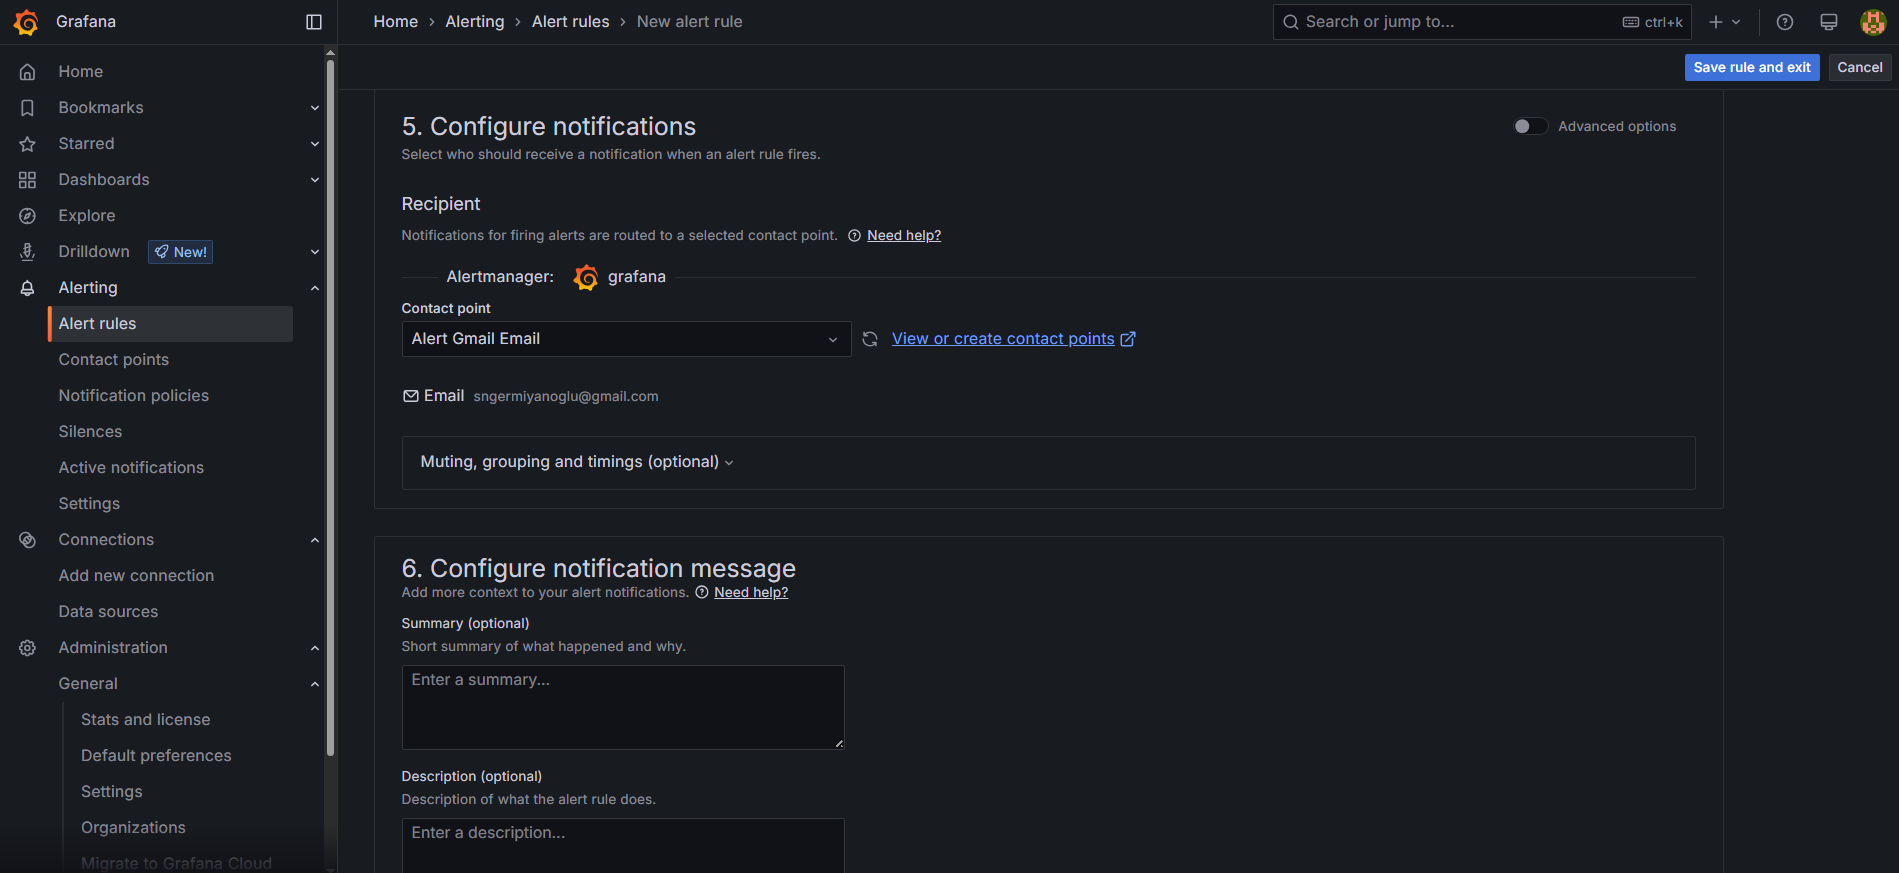 Grafana
Home › Alerting › Alert rules › New alert rule
Search or jump to...
ctrl+k
Save rule and exit
Cancel
Home
Bookmarks
Starred
Dashboards
Explore
Drilldown
New!
Alerting
Alert rules
Contact points
Notification policies
Silences
Active notifications
Settings
Connections
Add new connection
Data sources
Administration
General
Stats and license
Default preferences
Settings
Organizations
Migrate to Grafana Cloud
5. Configure notifications
Advanced options
Select who should receive a notification when an alert rule fires.
Recipient
Notifications for firing alerts are routed to a selected contact point.
Need help?
Alertmanager: grafana
Contact point
Alert Gmail Email
View or create contact points
Email sngermiyanoglu@gmail.com
Muting, grouping and timings (optional)
6. Configure notification message
Add more context to your alert notifications.
Need help?
Summary (optional)
Short summary of what happened and why.
Enter a summary...
Description (optional)
Description of what the alert rule does.
Enter a description...